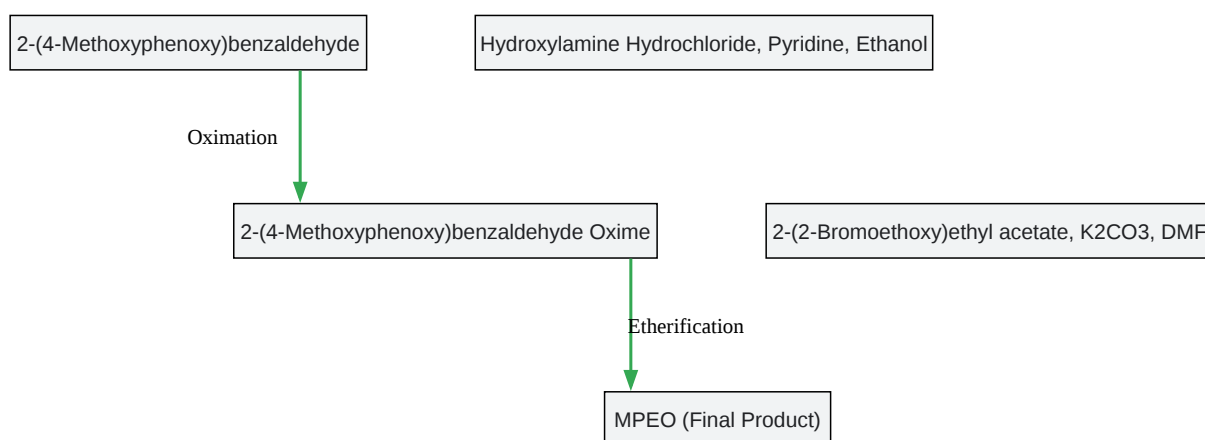 2-(4-Methoxyphenoxy)benzaldehyde
Hydroxylamine Hydrochloride, Pyridine, Ethanol
Oximation
2-(4-Methoxyphenoxy)benzaldehyde Oxime
2-(2-Bromoethoxy)ethyl acetate, K2CO3, DMF
Etherification
MPEO (Final Product)